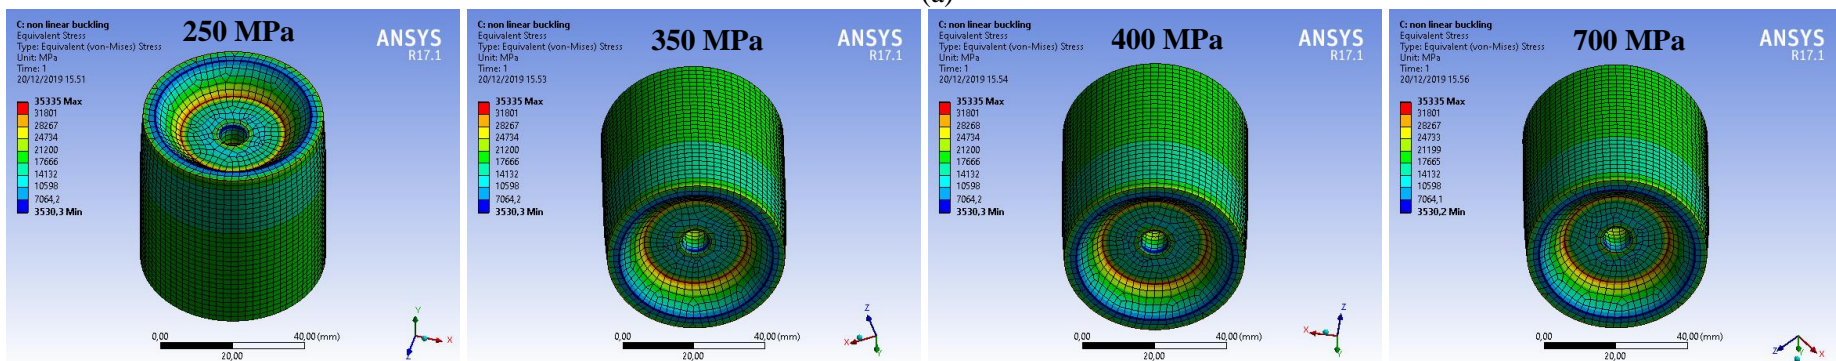 (a)
C: non linear buckling
Equivalent Stress
Type: Equivalent (von-Mises) Stress
Unit: MPa
Time: 1
20/12/2019 15.51
250 MPa
ANSYS
R17.1
35335 Max
31801
28267
24734
21200
17666
14132
10598
7064,2
3530,3 Min
0,00
40,00 (mm)
20,00
Y
X
Z
C: non linear buckling
Equivalent Stress
Type: Equivalent (von-Mises) Stress
Unit: MPa
Time: 1
20/12/2019 15.53
350 MPa
ANSYS
R17.1
35335 Max
31801
28267
24734
21200
17666
14132
10598
7064,2
3530,3 Min
0,00
40,00 (mm)
20,00
Z
X
Y
C: non linear buckling
Equivalent Stress
Type: Equivalent (von-Mises) Stress
Unit: MPa
Time: 1
20/12/2019 15.54
400 MPa
ANSYS
R17.1
35335 Max
31801
28268
24734
21200
17666
14132
10598
7064,2
3530,3 Min
0,00
40,00 (mm)
20,00
Z
X
Y
C: non linear buckling
Equivalent Stress
Type: Equivalent (von-Mises) Stress
Unit: MPa
Time: 1
20/12/2019 15.56
700 MPa
ANSYS
R17.1
35335 Max
31801
28267
24733
21199
17665
14132
10598
7064,1
3530,2 Min
0,00
40,00 (mm)
20,00
Z
X